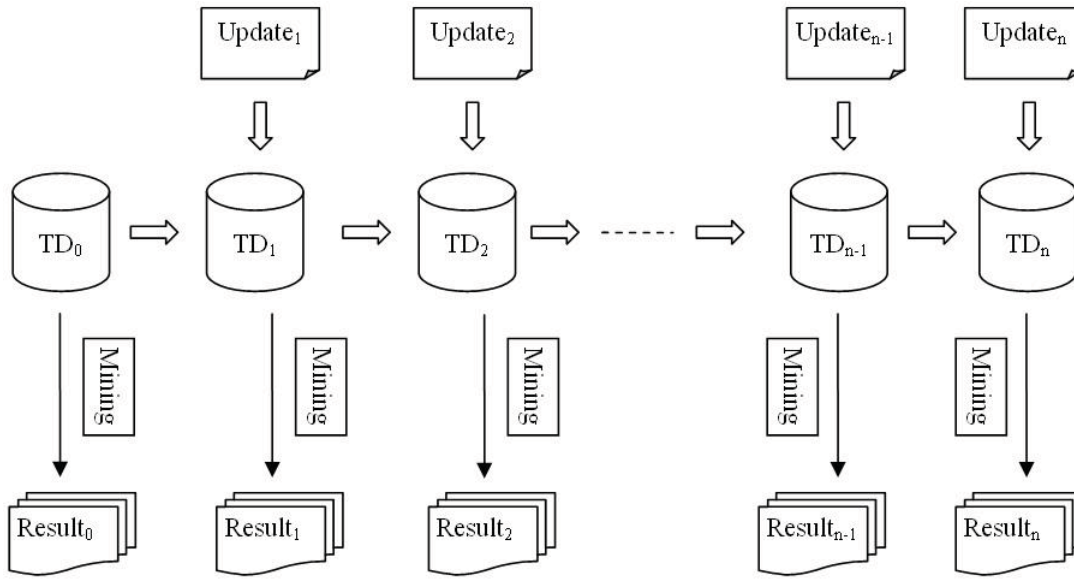 Update₁
Update₂
Updateₙ₋₁
Updateₙ
TD₀
TD₁
TD₂
TDₙ₋₁
TDₙ
Mining
Mining
Mining
Mining
Mining
Result₀
Result₁
Result₂
Resultₙ₋₁
Resultₙ